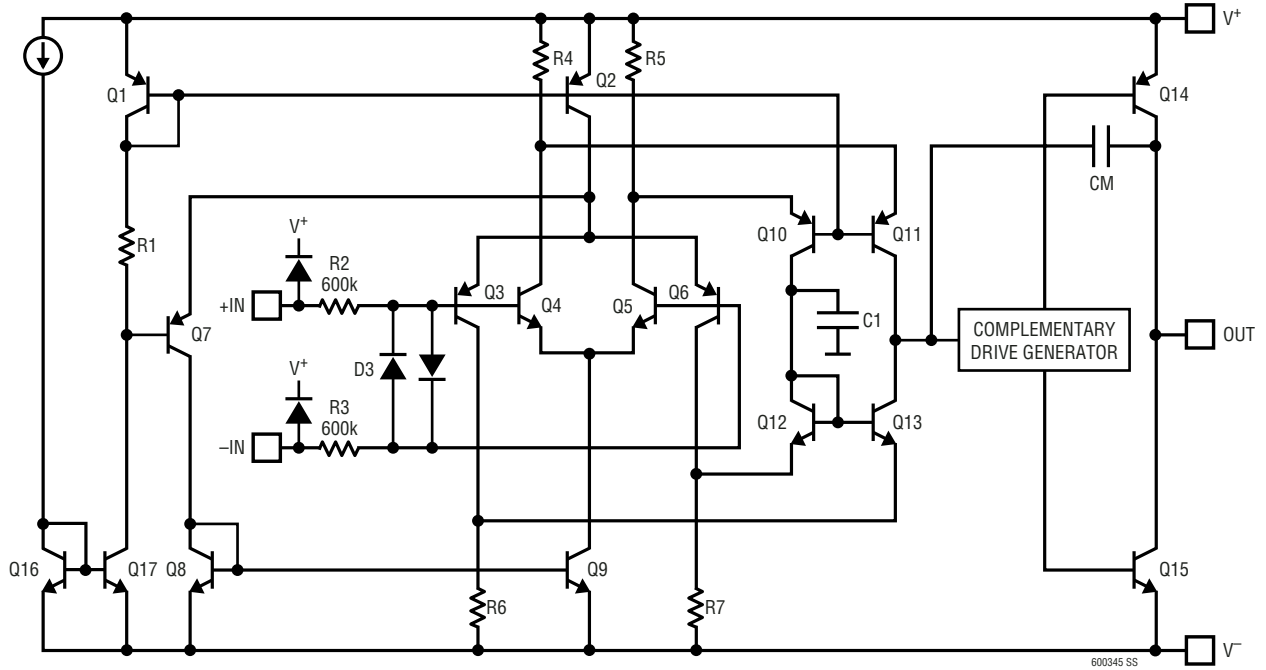 V+
R4
R5
Q2
Q1
Q14
CM
R1
V+
R2
600k
Q10
Q11
+IN
Q3
Q4
Q5
Q6
Q7
C1
COMPLEMENTARY
DRIVE GENERATOR
OUT
D3
V+
R3
600k
Q12
Q13
–IN
Q16
Q17
Q8
Q9
Q15
R6
R7
V–
600345 SS